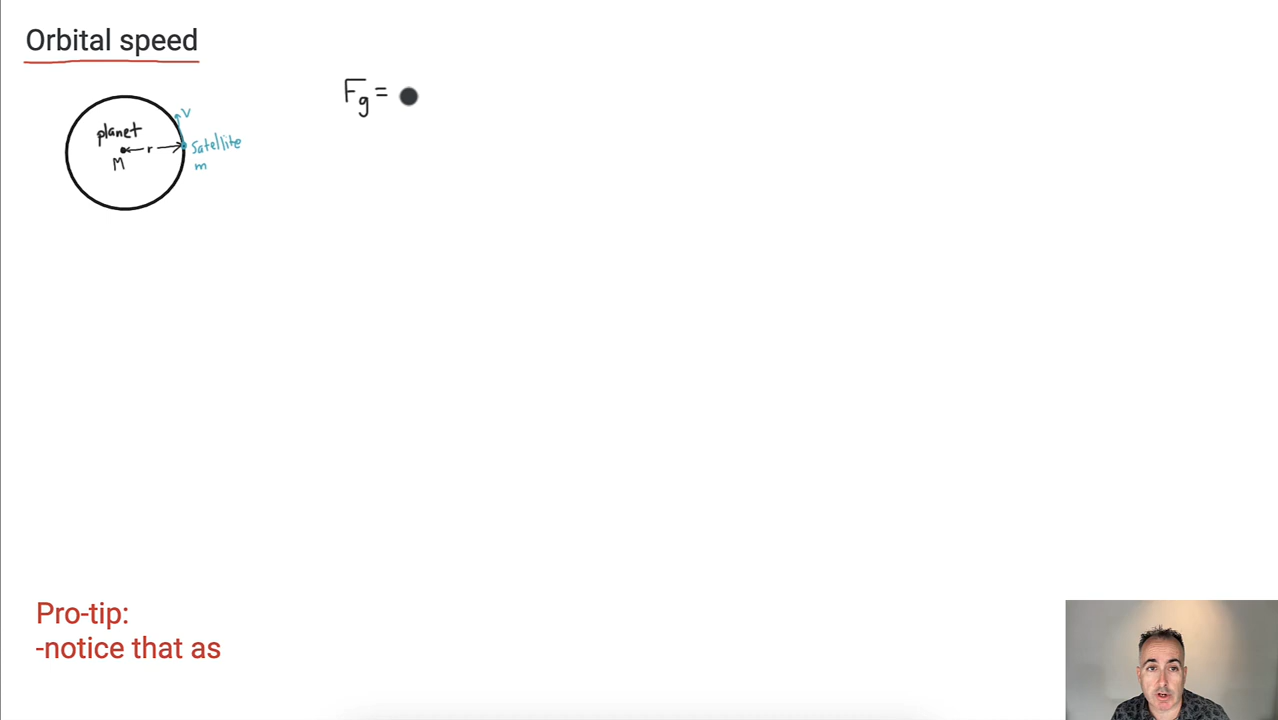 Orbital speed
Fg =
v
planet
r
satellite
M
m
Pro-tip:
-notice that as